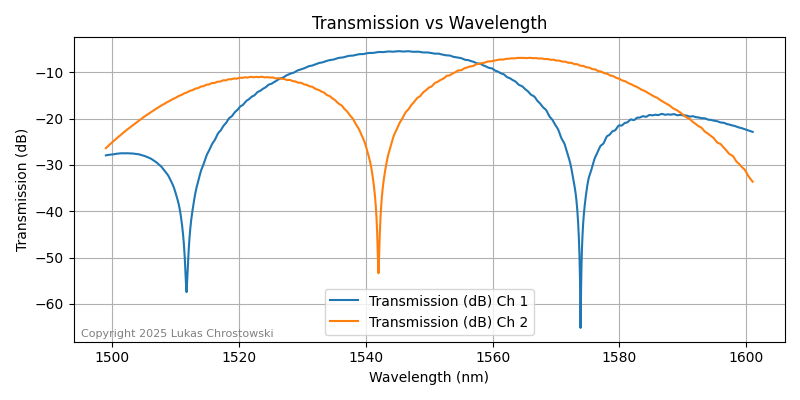 Transmission vs Wavelength
Transmission (dB)
−10
−20
−30
−40
−50
−60
Transmission (dB) Ch 1
Transmission (dB) Ch 2
Copyright 2025 Lukas Chrostowski
1500 1520 1540 1560 1580 1600
Wavelength (nm)